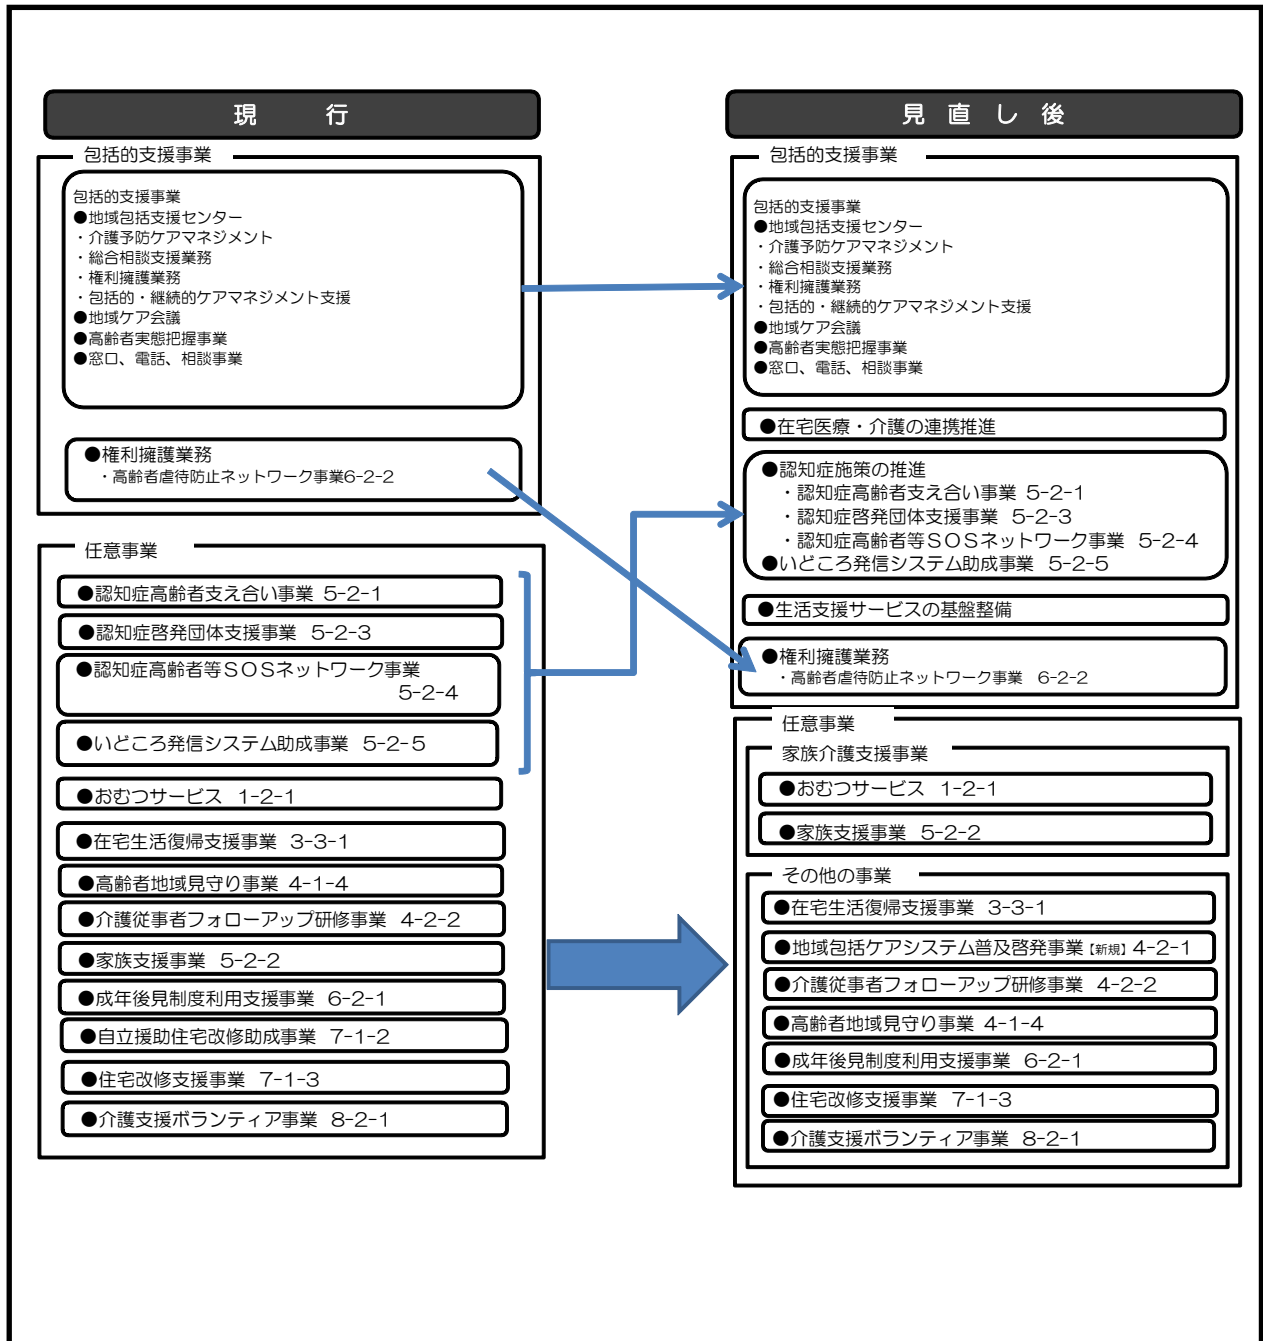 現　行
包括的支援事業
包括的支援事業
●地域包括支援センター
・介護予防ケアマネジメント
・総合相談支援業務
・権利擁護業務
・包括的・継続的ケアマネジメント支援
●地域ケア会議
●高齢者実態把握事業
●窓口、電話、相談事業
●権利擁護業務
・高齢者虐待防止ネットワーク事業6-2-2
任意事業
●認知症高齢者支え合い事業 5-2-1
●認知症啓発団体支援事業 5-2-3
●認知症高齢者等ＳＯＳネットワーク事業
5-2-4
●いどころ発信システム助成事業 5-2-5
●おむつサービス 1-2-1
●在宅生活復帰支援事業 3-3-1
●高齢者地域見守り事業 4-1-4
●介護従事者フォローアップ研修事業 4-2-2
●家族支援事業 5-2-2
●成年後見制度利用支援事業 6-2-1
●自立援助住宅改修助成事業 7-1-2
●住宅改修支援事業 7-1-3
●介護支援ボランティア事業 8-2-1
見 直 し 後
包括的支援事業
包括的支援事業
●地域包括支援センター
・介護予防ケアマネジメント
・総合相談支援業務
・権利擁護業務
・包括的・継続的ケアマネジメント支援
●地域ケア会議
●高齢者実態把握事業
●窓口、電話、相談事業
●在宅医療・介護の連携推進
●認知症施策の推進
・認知症高齢者支え合い事業 5-2-1
・認知症啓発団体支援事業 5-2-3
・認知症高齢者等ＳＯＳネットワーク事業 5-2-4
●いどころ発信システム助成事業 5-2-5
●生活支援サービスの基盤整備
●権利擁護業務
・高齢者虐待防止ネットワーク事業 6-2-2
任意事業
家族介護支援事業
●おむつサービス 1-2-1
●家族支援事業 5-2-2
その他の事業
●在宅生活復帰支援事業 3-3-1
●地域包括ケアシステム普及啓発事業【新規】4-2-1
●介護従事者フォローアップ研修事業 4-2-2
●高齢者地域見守り事業 4-1-4
●成年後見制度利用支援事業 6-2-1
●住宅改修支援事業 7-1-3
●介護支援ボランティア事業 8-2-1